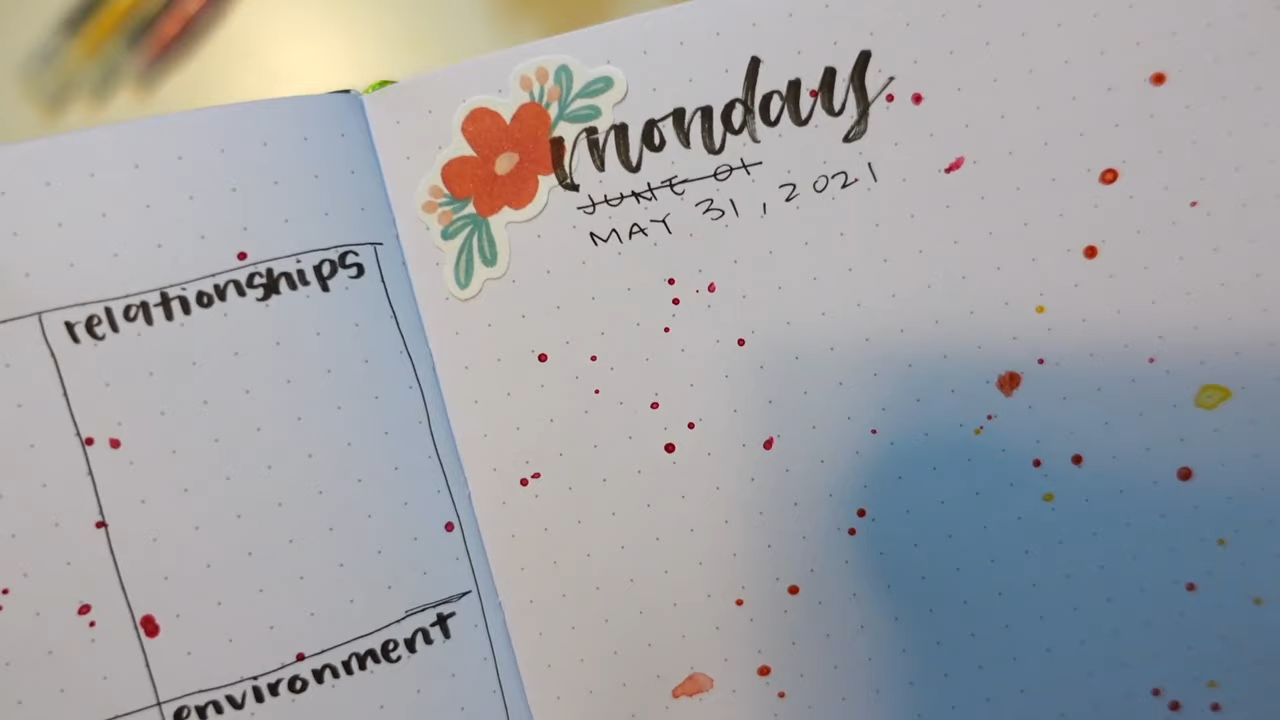 relationships
environment
monday
JUNE 01
MAY 31, 2021